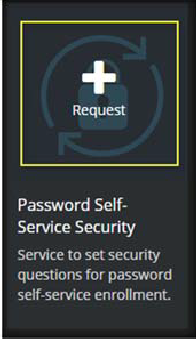 Request
Password Self-
Service Security
Service to set security
questions for password
self-service enrollment.